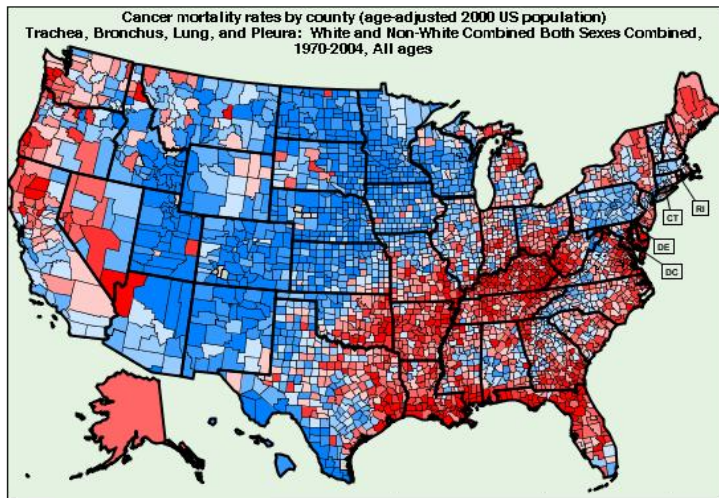 Cancer mortality rates by county (age-adjusted 2000 US population)
Trachea, Bronchus, Lung, and Pleura: White and Non-White Combined Both Sexes Combined,
1970-2004, All ages
RI
CT
DE
DC